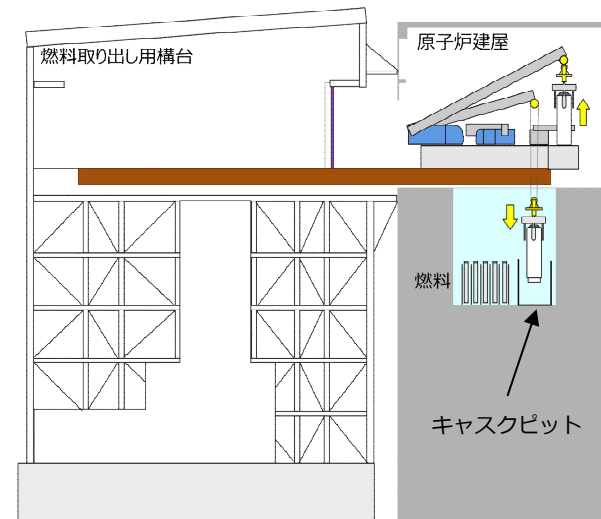 燃料取り出し用構台
原子炉建屋
燃料
キャスクピット